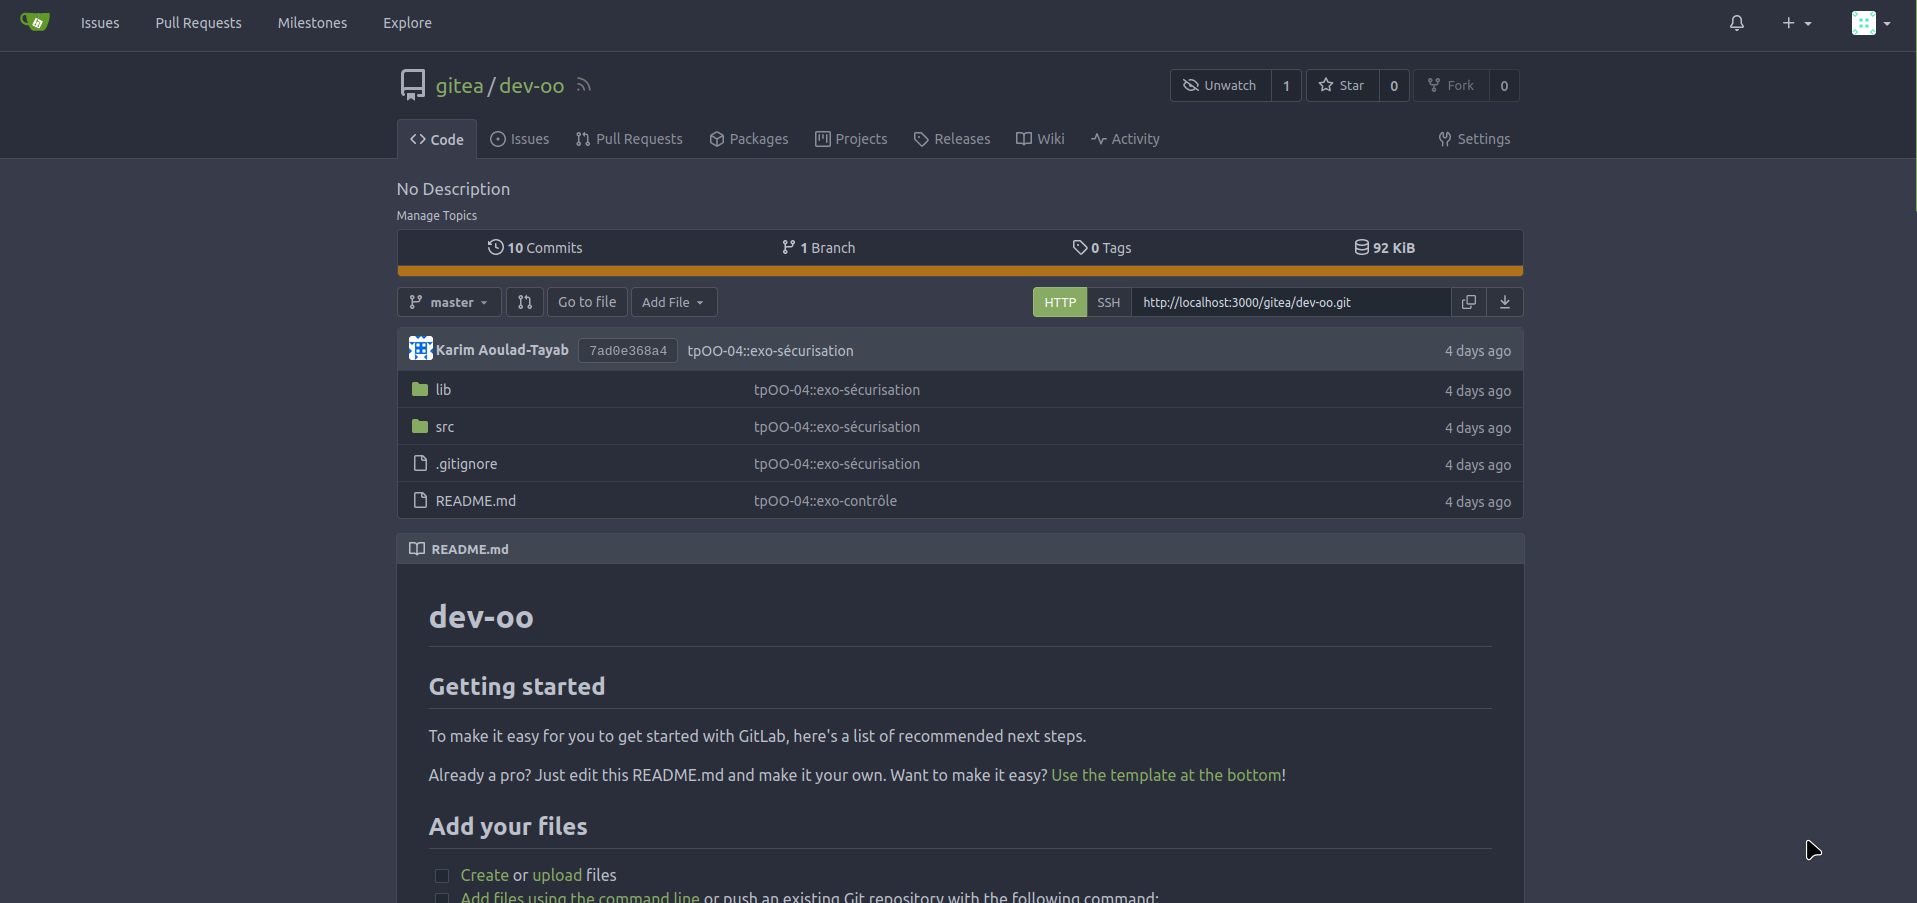 Issues Pull Requests Milestones Explore
gitea/dev-oo Unwatch 1 Star 0 Fork 0
Code Issues Pull Requests Packages Projects Releases Wiki Activity Settings
No Description
Manage Topics
10 Commits 1 Branch 0 Tags 92 KiB
master Go to file Add File HTTP SSH http://localhost:3000/gitea/dev-oo.git
Karim Aoulad-Tayab 7ad0e368a4 tpOO-04::exo-sécurisation 4 days ago
lib tpOO-04::exo-sécurisation 4 days ago
src tpOO-04::exo-sécurisation 4 days ago
.gitignore tpOO-04::exo-sécurisation 4 days ago
README.md tpOO-04::exo-contrôle 4 days ago
README.md
dev-oo
Getting started
To make it easy for you to get started with GitLab, here's a list of recommended next steps.
Already a pro? Just edit this README.md and make it your own. Want to make it easy? Use the template at the bottom!
Add your files
Create or upload files
Add files using the command line or push an existing Git repository with the following command: